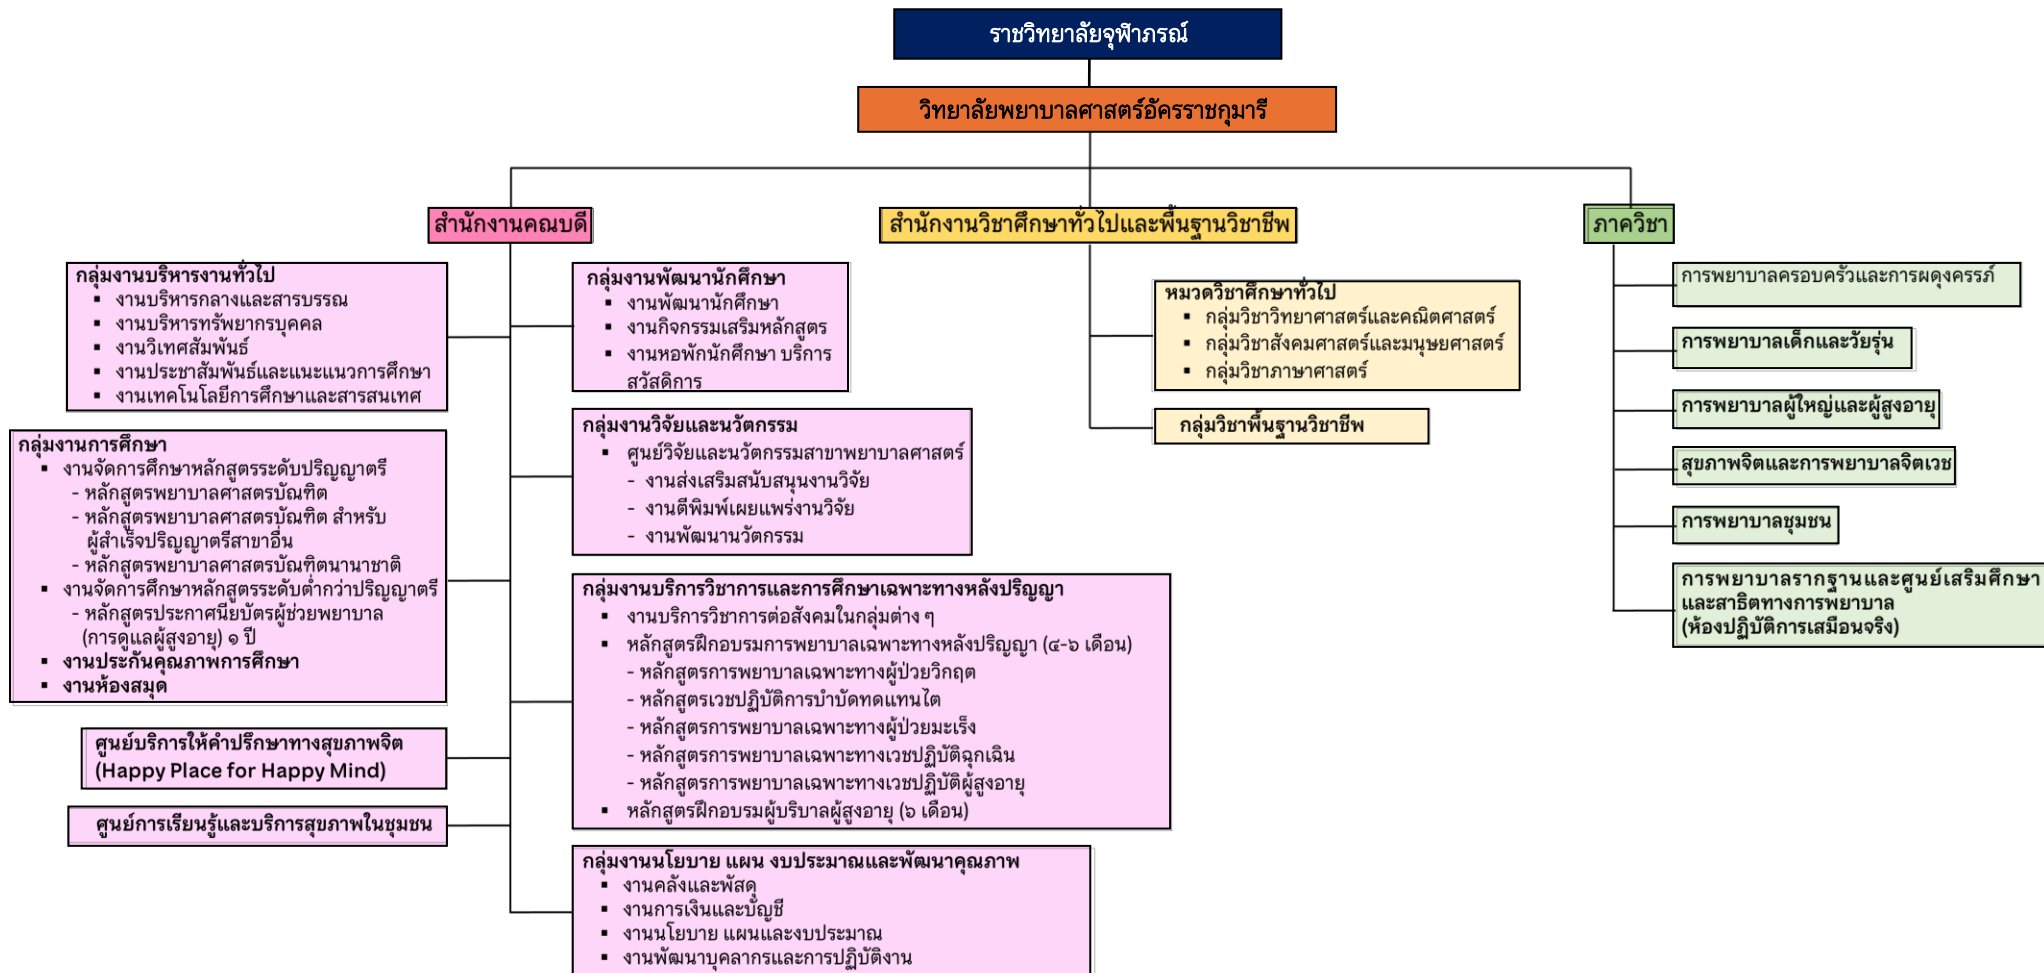 ราชวิทยาลัยจุฬาภรณ์
วิทยาลัยพยาบาลศาสตร์อัครราชกุมารี
สำนักงานคณบดี
กลุ่มงานบริหารงานทั่วไป
▪ งานบริหารกลางและสารบรรณ
▪ งานบริหารทรัพยากรบุคคล
▪ งานวิเทศสัมพันธ์
▪ งานประชาสัมพันธ์และแนะแนวการศึกษา
▪ งานเทคโนโลยีการศึกษาและสารสนเทศ
กลุ่มงานการศึกษา
▪ งานจัดการศึกษาหลักสูตรระดับปริญญาตรี
- หลักสูตรพยาบาลศาสตรบัณฑิต
- หลักสูตรพยาบาลศาสตรบัณฑิต สำหรับ
ผู้สำเร็จปริญญาตรีสาขาอื่น
- หลักสูตรพยาบาลศาสตรบัณฑิตนานาชาติ
▪ งานจัดการศึกษาหลักสูตรระดับต่ำกว่าปริญญาตรี
- หลักสูตรประกาศนียบัตรผู้ช่วยพยาบาล
(การดูแลผู้สูงอายุ) ๑ ปี
▪ งานประกันคุณภาพการศึกษา
▪ งานห้องสมุด
ศูนย์บริการให้คำปรึกษาทางสุขภาพจิต
(Happy Place for Happy Mind)
ศูนย์การเรียนรู้และบริการสุขภาพในชุมชน
กลุ่มงานพัฒนานักศึกษา
▪ งานพัฒนานักศึกษา
▪ งานกิจกรรมเสริมหลักสูตร
▪ งานหอพักนักศึกษา บริการ
สวัสดิการ
กลุ่มงานวิจัยและนวัตกรรม
▪ ศูนย์วิจัยและนวัตกรรมสาขาพยาบาลศาสตร์
- งานส่งเสริมสนับสนุนงานวิจัย
- งานตีพิมพ์เผยแพร่งานวิจัย
- งานพัฒนานวัตกรรม
กลุ่มงานบริการวิชาการและการศึกษาเฉพาะทางหลังปริญญา
▪ งานบริการวิชาการต่อสังคมในกลุ่มต่าง ๆ
▪ หลักสูตรฝึกอบรมการพยาบาลเฉพาะทางหลังปริญญา (๔-๖ เดือน)
- หลักสูตรการพยาบาลเฉพาะทางผู้ป่วยวิกฤต
- หลักสูตรเวชปฏิบัติการบำบัดทดแทนไต
- หลักสูตรการพยาบาลเฉพาะทางผู้ป่วยมะเร็ง
- หลักสูตรการพยาบาลเฉพาะทางเวชปฏิบัติฉุกเฉิน
- หลักสูตรการพยาบาลเฉพาะทางเวชปฏิบัติผู้สูงอายุ
▪ หลักสูตรฝึกอบรมผู้บริบาลผู้สูงอายุ (๖ เดือน)
กลุ่มงานนโยบาย แผน งบประมาณและพัฒนาคุณภาพ
▪ งานคลังและพัสดุ
▪ งานการเงินและบัญชี
▪ งานนโยบาย แผนและงบประมาณ
▪ งานพัฒนาบุคลากรและการปฏิบัติงาน
สำนักงานวิชาศึกษาทั่วไปและพื้นฐานวิชาชีพ
หมวดวิชาศึกษาทั่วไป
▪ กลุ่มวิชาวิทยาศาสตร์และคณิตศาสตร์
▪ กลุ่มวิชาสังคมศาสตร์และมนุษยศาสตร์
▪ กลุ่มวิชาภาษาศาสตร์
กลุ่มวิชาพื้นฐานวิชาชีพ
ภาควิชา
การพยาบาลครอบครัวและการผดุงครรภ์
การพยาบาลเด็กและวัยรุ่น
การพยาบาลผู้ใหญ่และผู้สูงอายุ
สุขภาพจิตและการพยาบาลจิตเวช
การพยาบาลชุมชน
การพยาบาลรากฐานและศูนย์เสริมศึกษา
และสาธิตทางการพยาบาล
(ห้องปฏิบัติการเสมือนจริง)